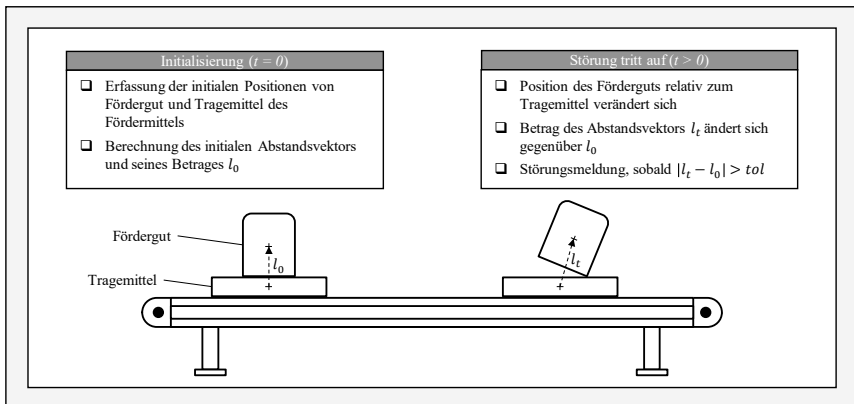 Initialisierung (t = 0)
❑ Erfassung der initialen Positionen von
Fördergut und Tragemittel des
Fördermittels
❑ Berechnung des initialen Abstandsvektors
und seines Betrages l₀
Störung tritt auf (t > 0)
❑ Position des Förderguts relativ zum
Tragemittel verändert sich
❑ Betrag des Abstandsvektors lₜ ändert sich
gegenüber l₀
❑ Störungsmeldung, sobald |lₜ − l₀| > tol
Fördergut
l₀
lₜ
Tragemittel